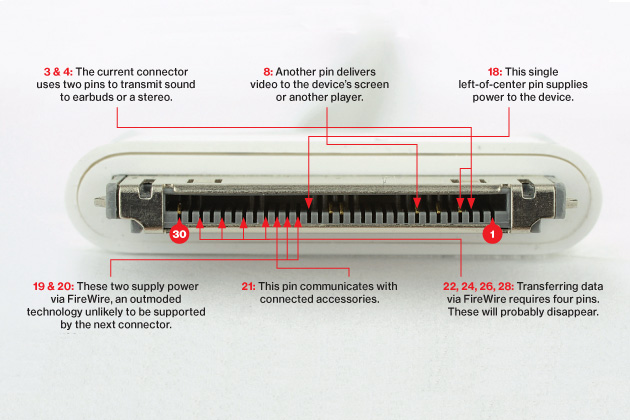 3 & 4: The current connector
uses two pins to transmit sound
to earbuds or a stereo.
8: Another pin delivers
video to the device's screen
or another player.
18: This single
left-of-center pin supplies
power to the device.
30
1
19 & 20: These two supply power
via FireWire, an outmoded
technology unlikely to be supported
by the next connector.
21: This pin communicates with
connected accessories.
22, 24, 26, 28: Transferring data
via FireWire requires four pins.
These will probably disappear.